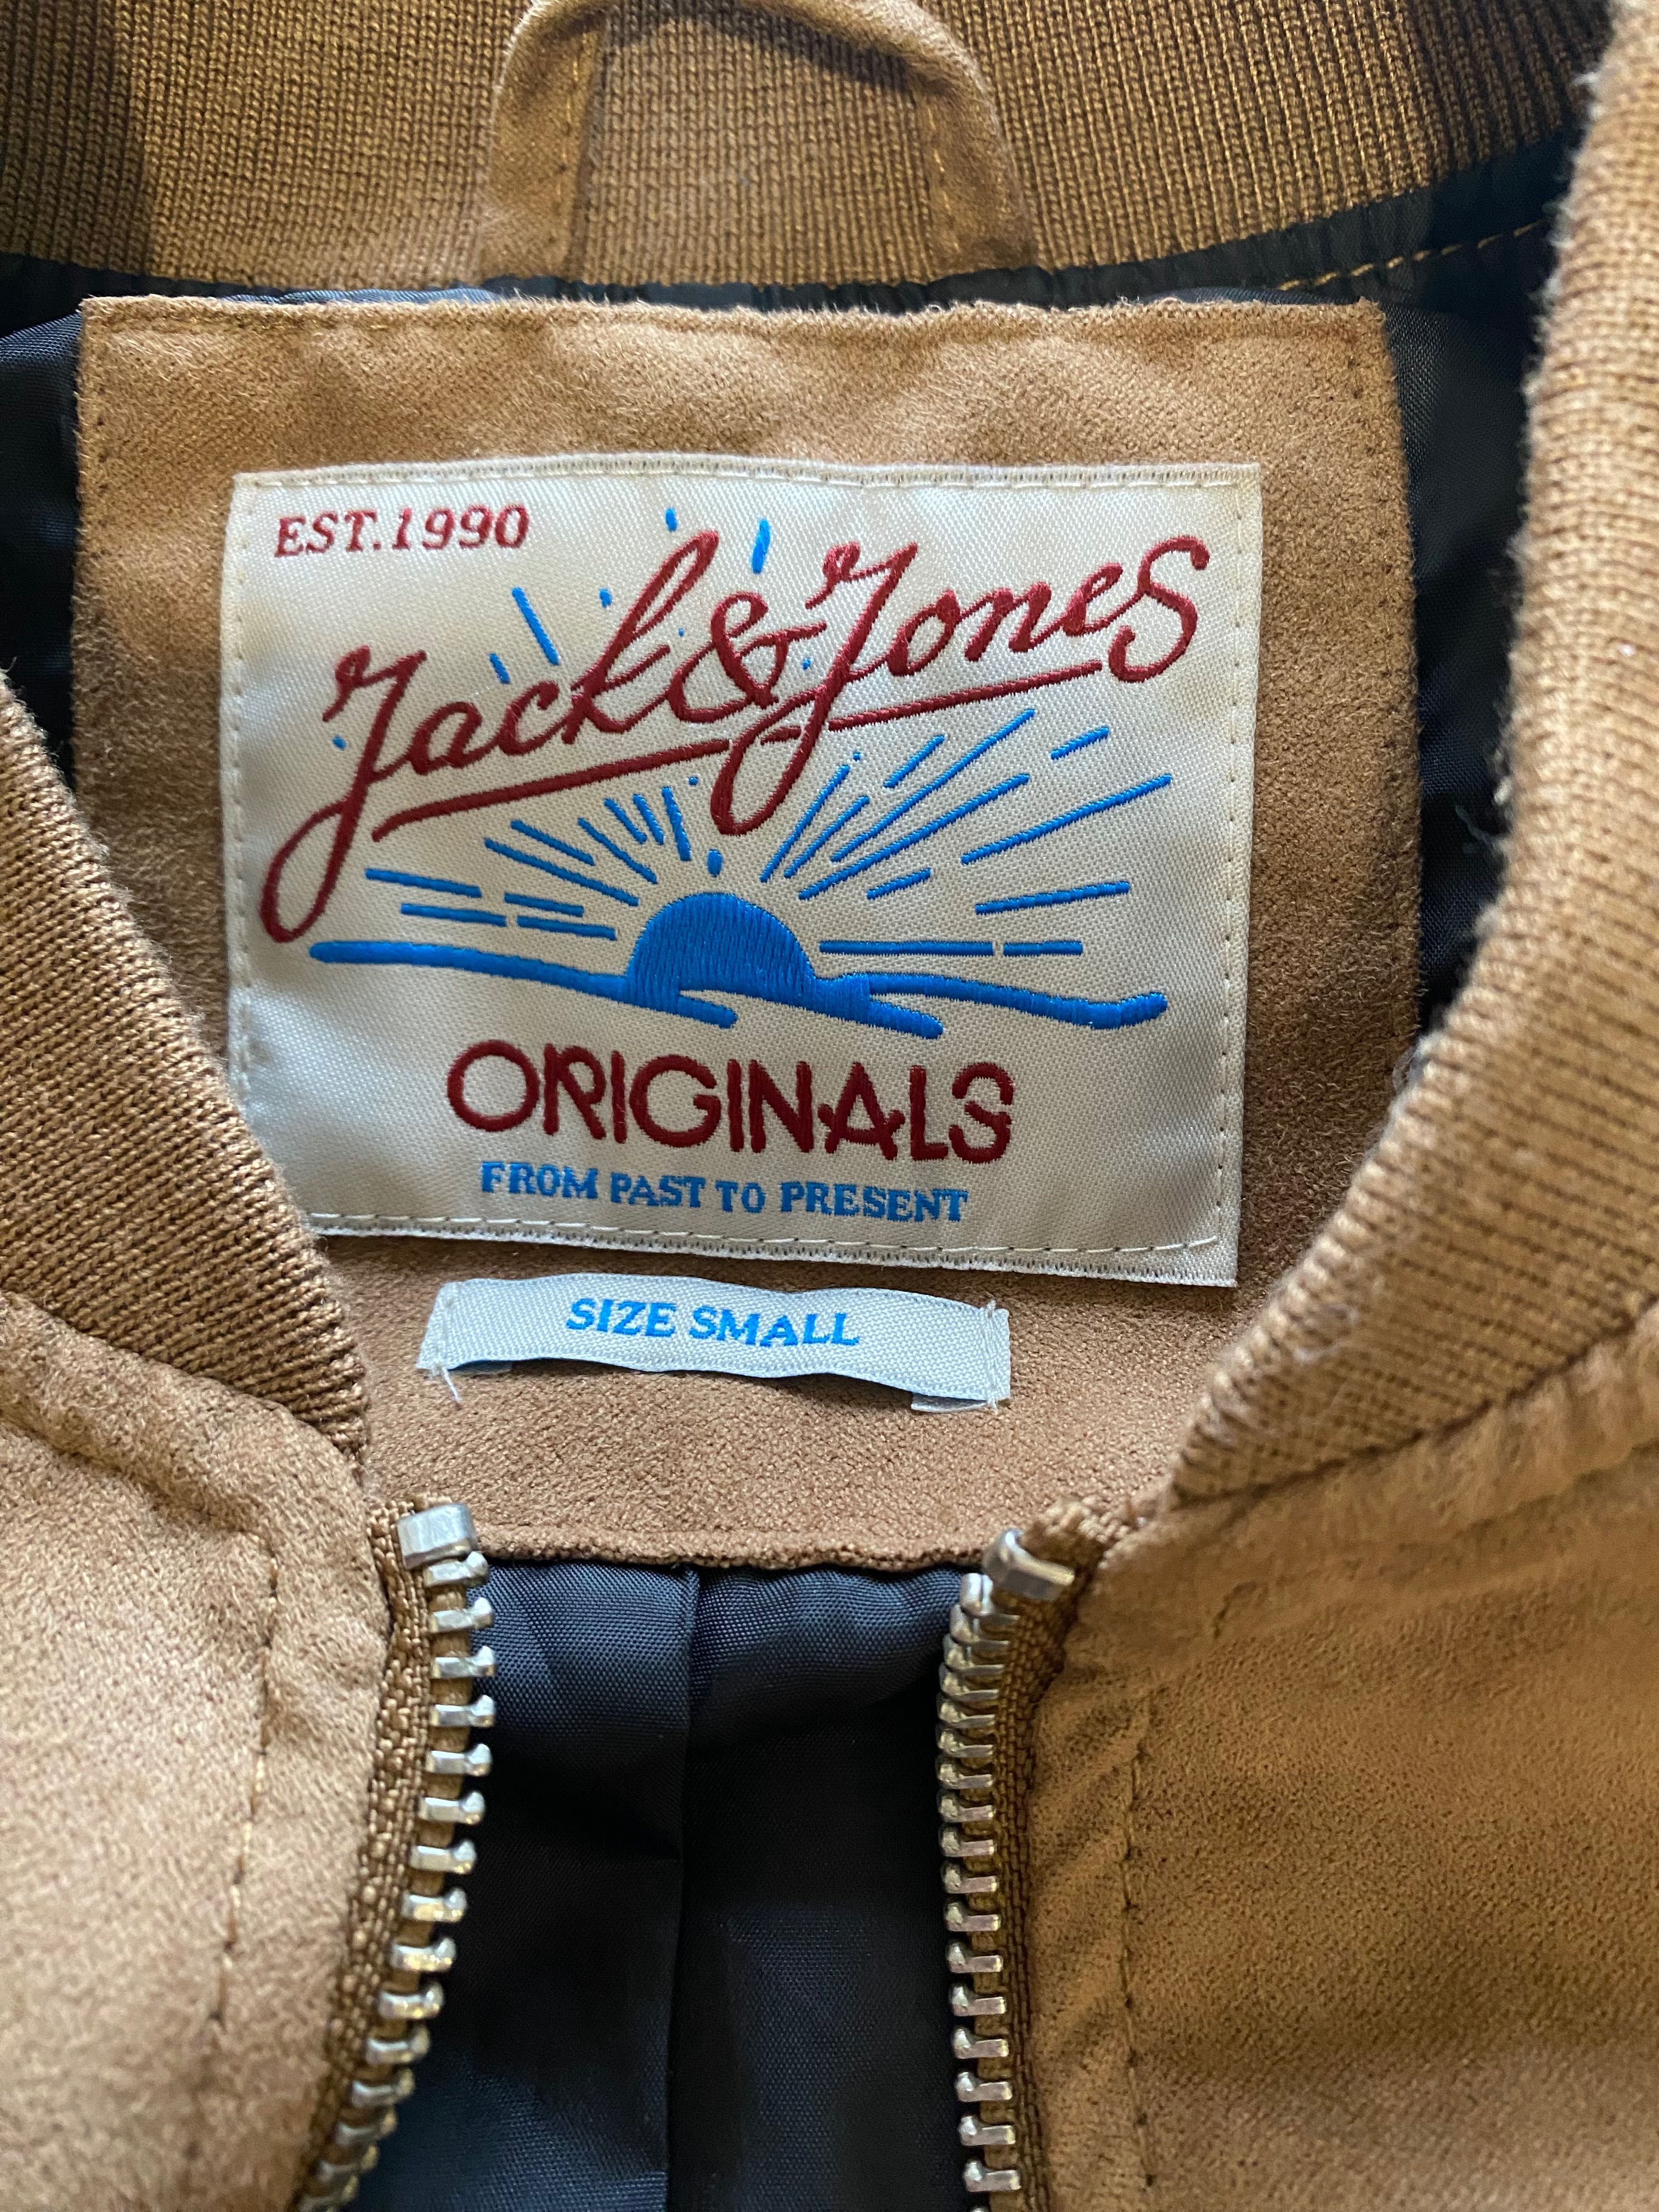 EST.1990
Jack & Jones
ORIGINALS
FROM PAST TO PRESENT
SIZE SMALL